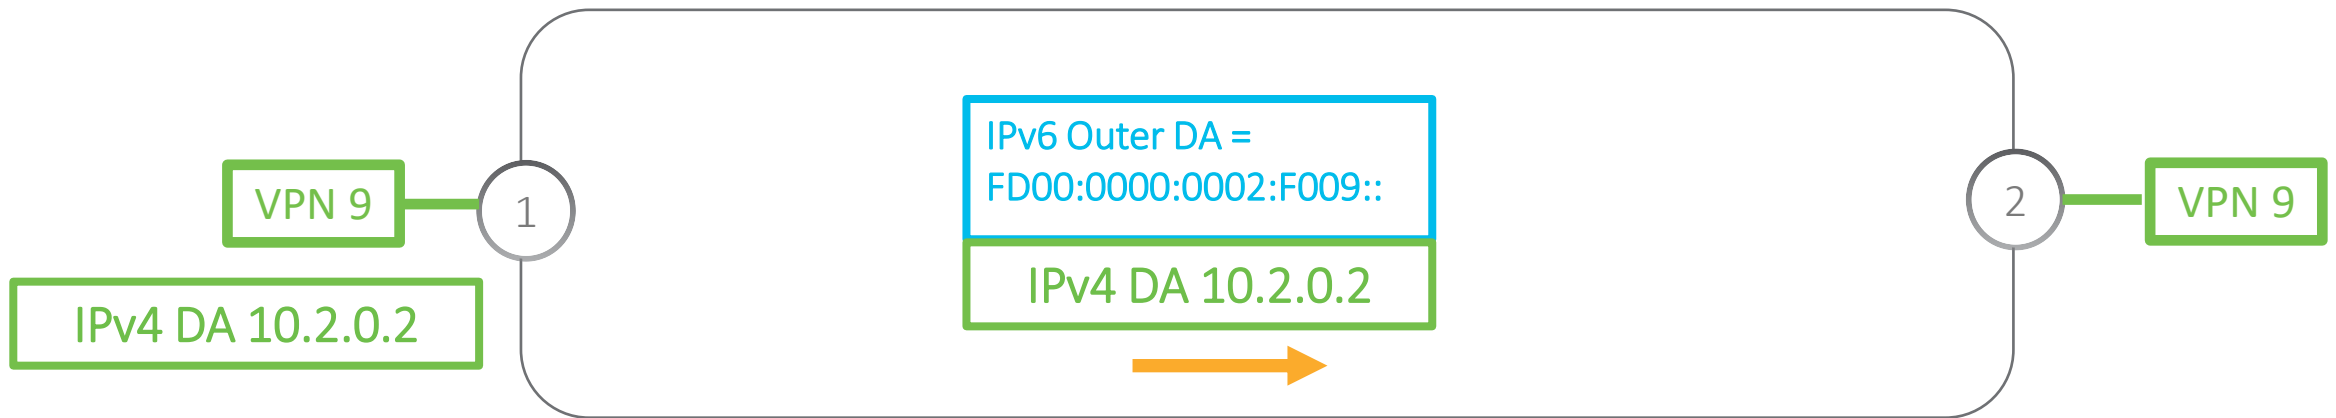 IPv6 Outer DA =
FD00:0000:0002:F009::
VPN 9
1
2
VPN 9
IPv4 DA 10.2.0.2
IPv4 DA 10.2.0.2